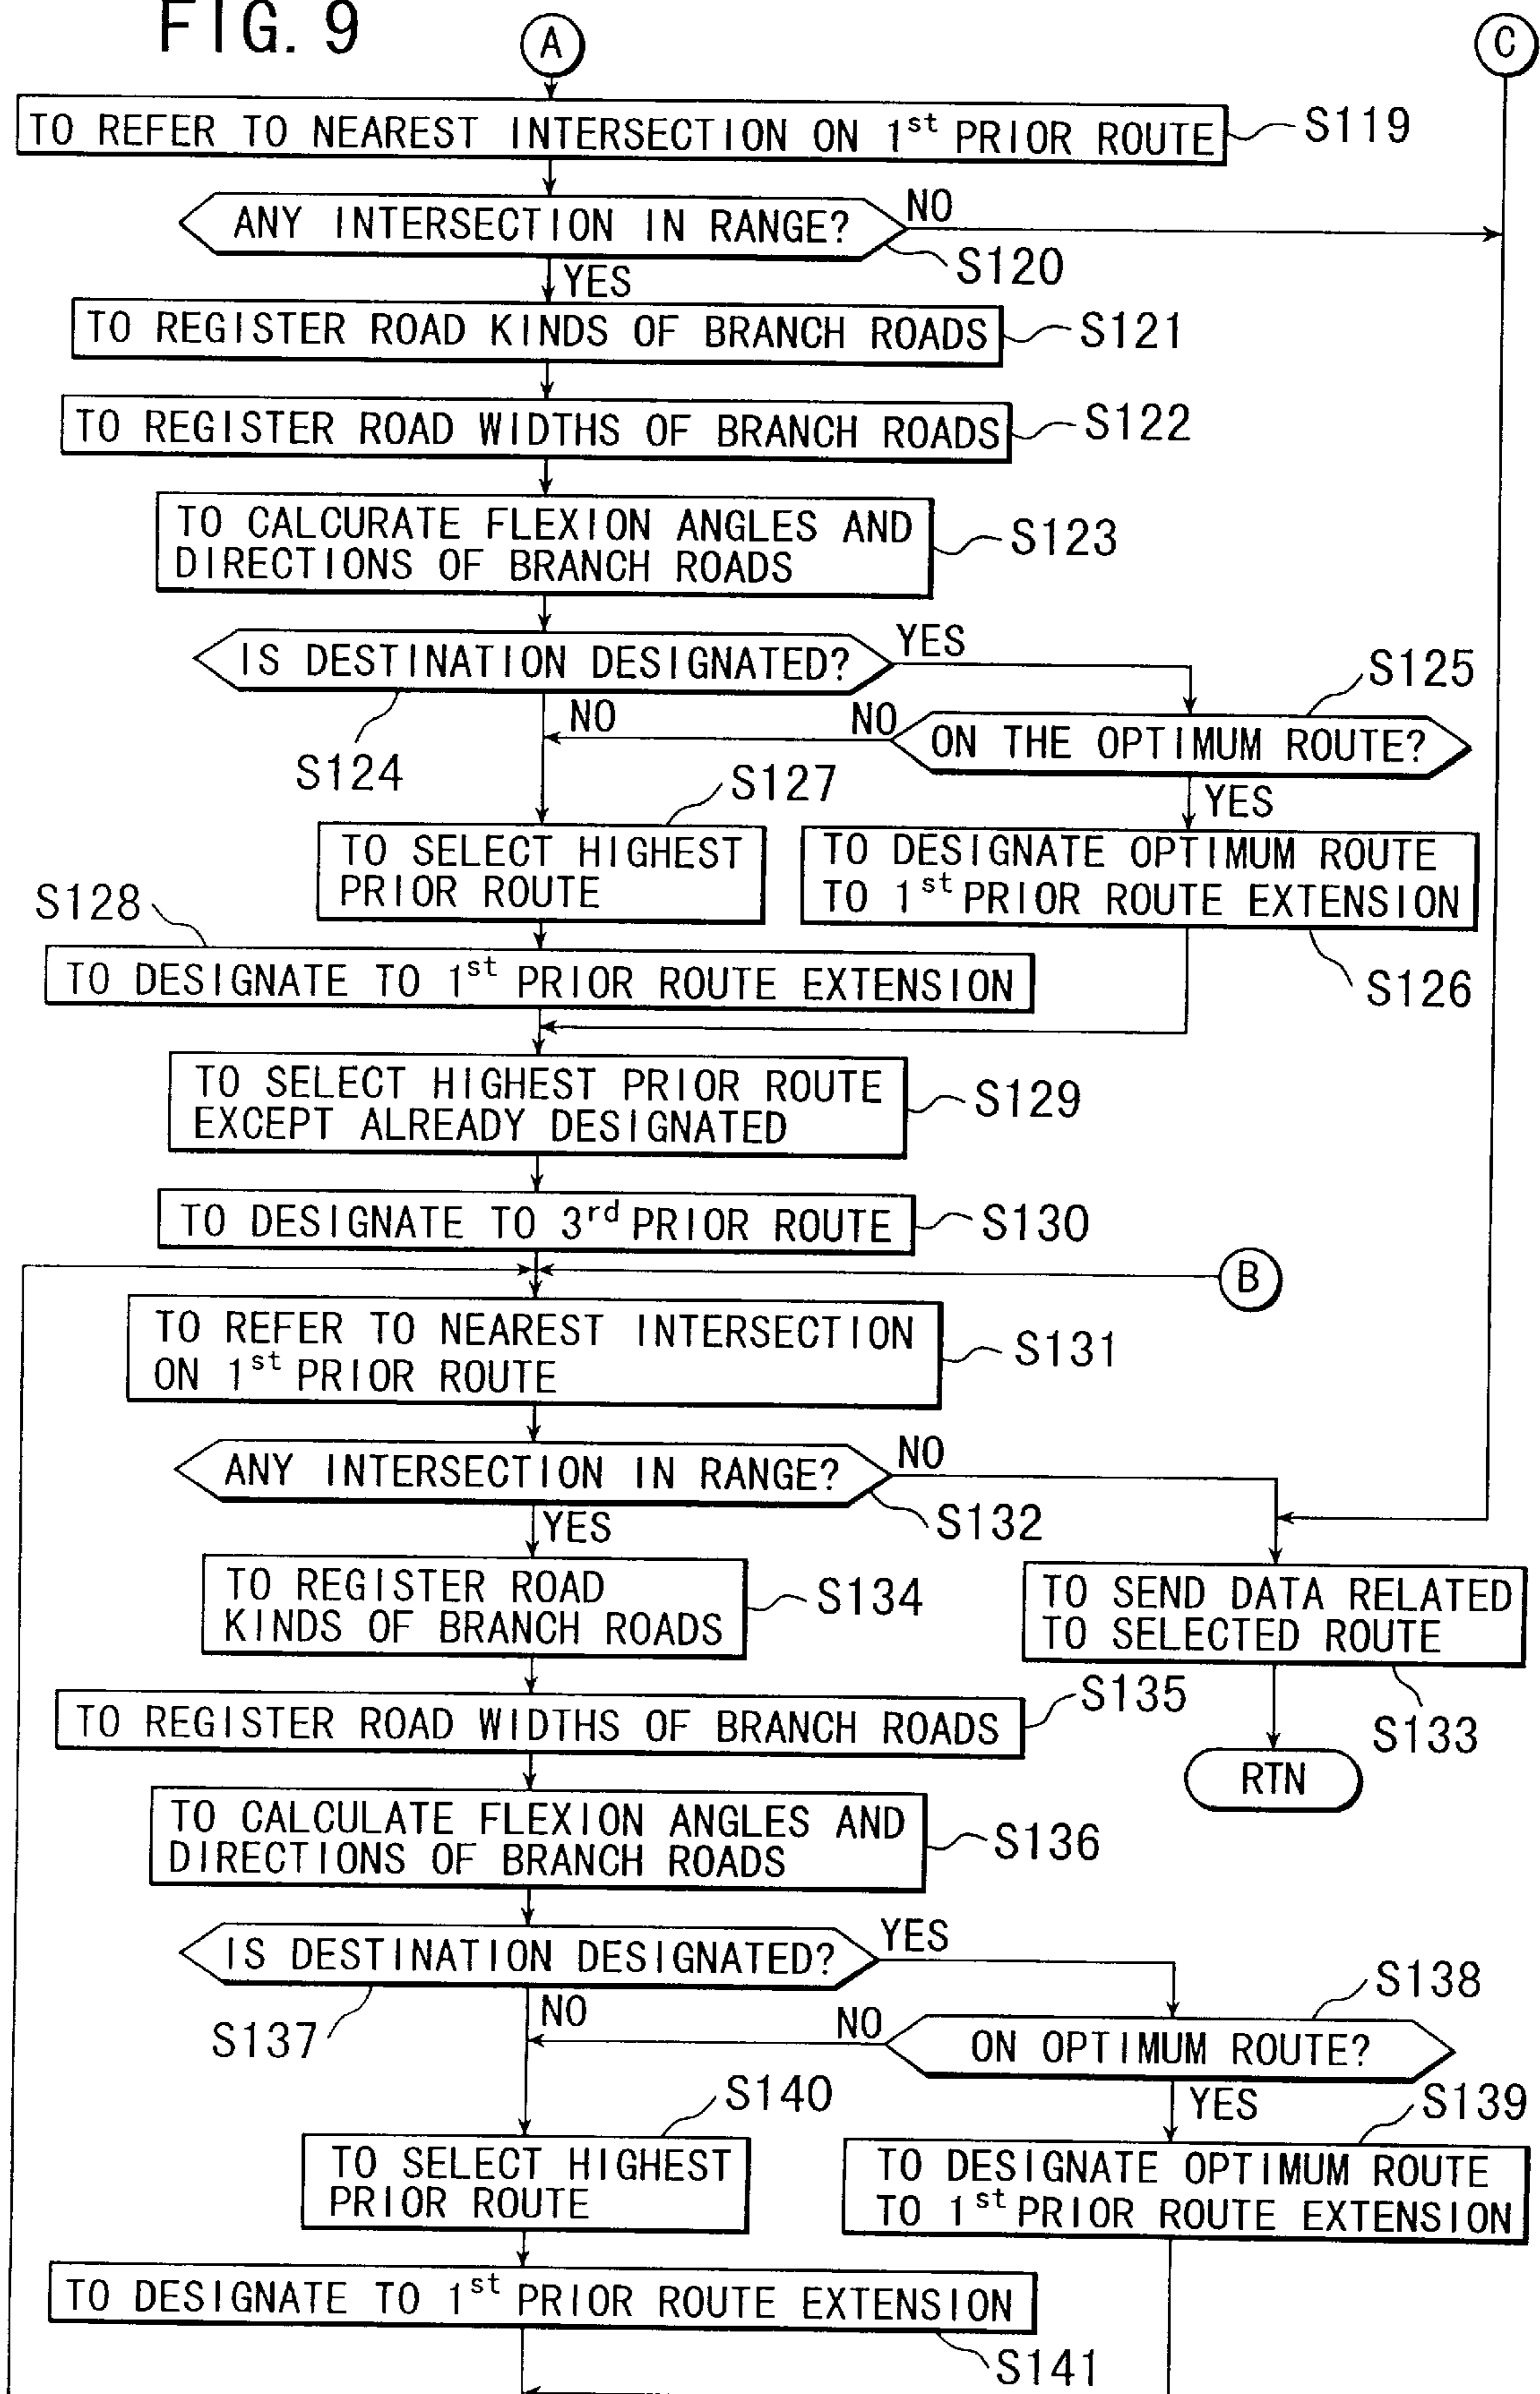 FIG. 9
A
C
TO REFER TO NEAREST INTERSECTION ON 1st PRIOR ROUTE
S119
ANY INTERSECTION IN RANGE?
NO
S120
YES
TO REGISTER ROAD KINDS OF BRANCH ROADS
S121
TO REGISTER ROAD WIDTHS OF BRANCH ROADS
S122
TO CALCURATE FLEXION ANGLES AND
DIRECTIONS OF BRANCH ROADS
S123
IS DESTINATION DESIGNATED?
YES
S124
NO
S125
NO
ON THE OPTIMUM ROUTE?
YES
S127
TO SELECT HIGHEST
PRIOR ROUTE
TO DESIGNATE OPTIMUM ROUTE
TO 1st PRIOR ROUTE EXTENSION
S126
S128
TO DESIGNATE TO 1st PRIOR ROUTE EXTENSION
TO SELECT HIGHEST PRIOR ROUTE
EXCEPT ALREADY DESIGNATED
S129
TO DESIGNATE TO 3rd PRIOR ROUTE
S130
B
TO REFER TO NEAREST INTERSECTION
ON 1st PRIOR ROUTE
S131
ANY INTERSECTION IN RANGE?
NO
S132
YES
TO REGISTER ROAD
KINDS OF BRANCH ROADS
S134
TO SEND DATA RELATED
TO SELECTED ROUTE
S133
RTN
TO REGISTER ROAD WIDTHS OF BRANCH ROADS
S135
TO CALCULATE FLEXION ANGLES AND
DIRECTIONS OF BRANCH ROADS
S136
IS DESTINATION DESIGNATED?
YES
S137
NO
S138
NO
ON OPTIMUM ROUTE?
YES
S140
TO SELECT HIGHEST
PRIOR ROUTE
S139
TO DESIGNATE OPTIMUM ROUTE
TO 1st PRIOR ROUTE EXTENSION
TO DESIGNATE TO 1st PRIOR ROUTE EXTENSION
S141